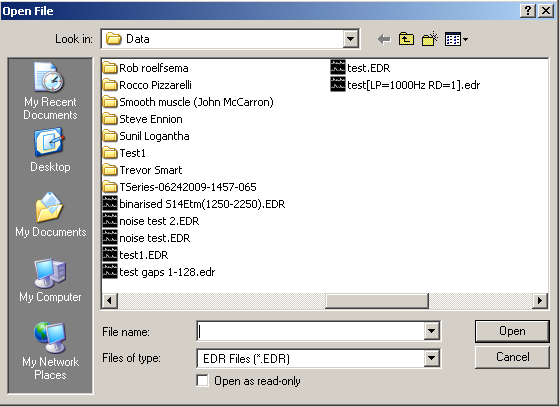 Open File
Look in:
Data
My Recent
Documents
Desktop
My Documents
My Computer
My Network
Places
Rob roelfsema
Rocco Pizzarelli
Smooth muscle (John McCarron)
Steve Ennion
Sunil Logantha
Test1
Trevor Smart
TSeries-06242009-1457-065
binarised S14Etm(1250-2250).EDR
noise test 2.EDR
noise test.EDR
test1.EDR
test gaps 1-128.edr
test.EDR
test[LP=1000Hz RD=1].edr
File name:
Open
Files of type:
EDR Files (*.EDR)
Cancel
Open as read-only